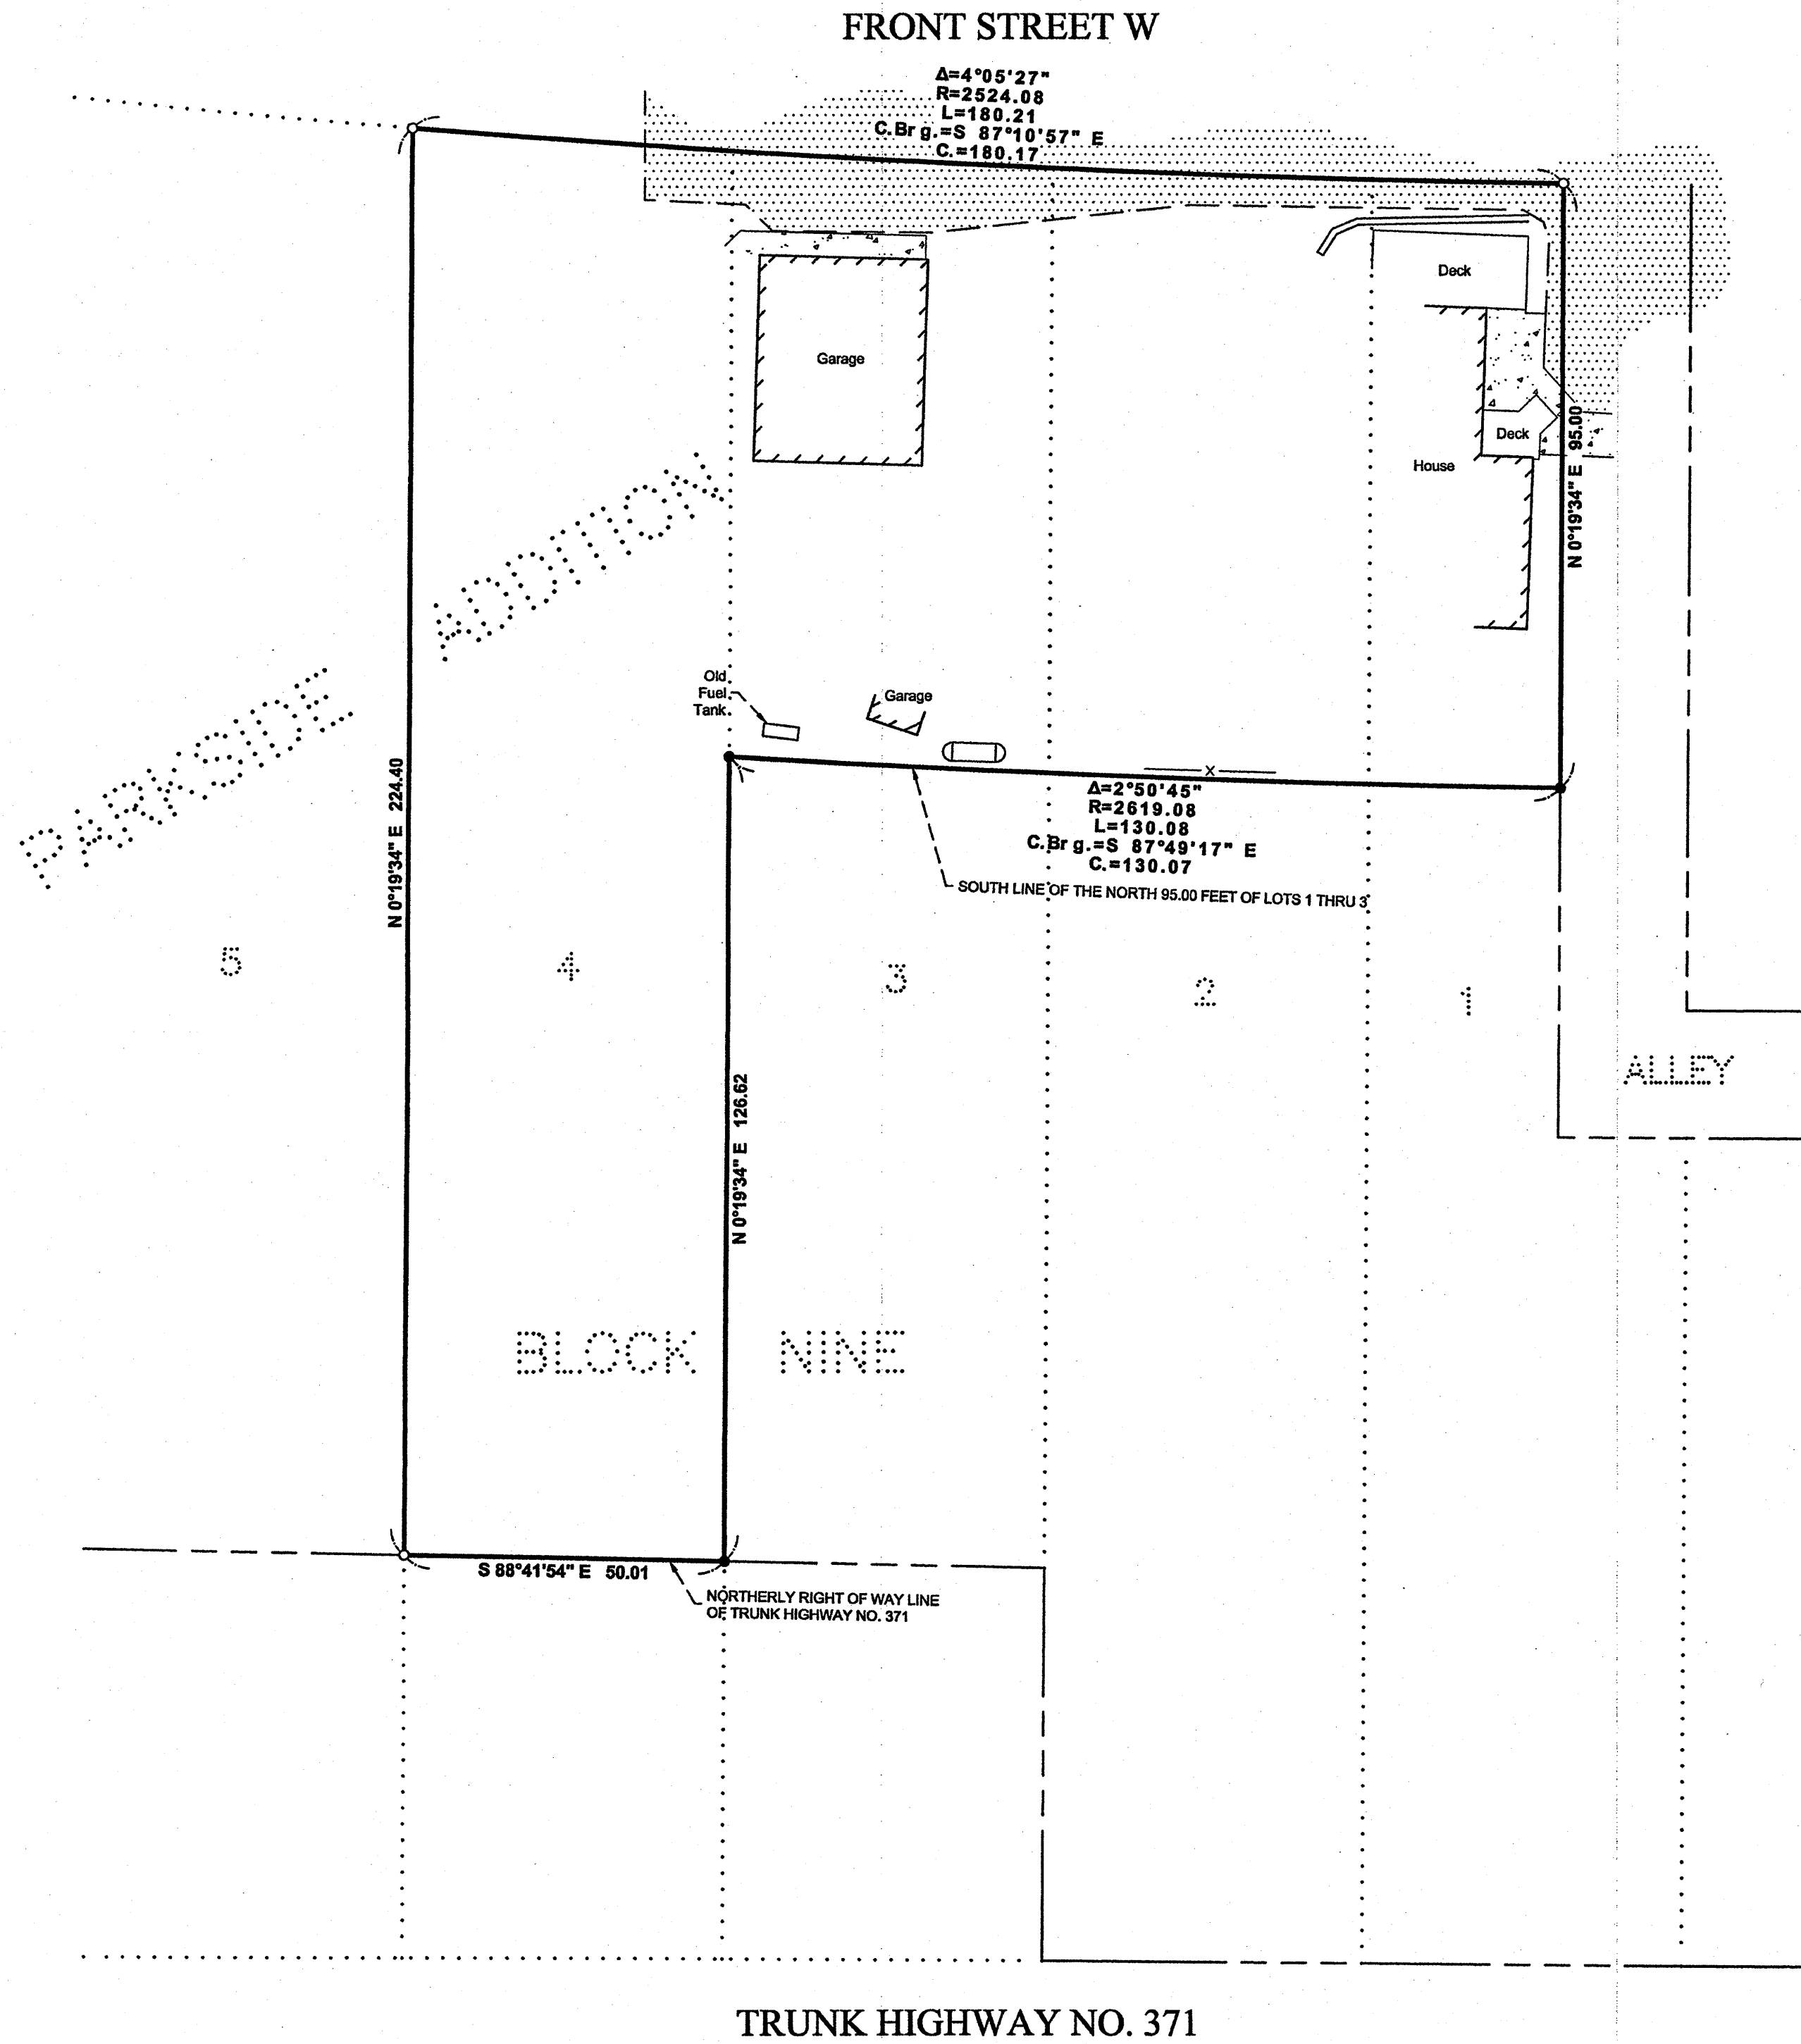 FRONT STREET W
Δ=4°05'27"
R=2524.08
L=180.21
C.Brg.=S 87°10'57" E
C.=180.17
Deck
Garage
Deck
House
N 0°19'34" E 95.00
PARKSIDE ADDITION
Old
Fuel
Tank
Garage
X
Δ=2°50'45"
R=2619.08
L=130.08
C.Brg.=S 87°49'17" E
C.=130.07
SOUTH LINE OF THE NORTH 95.00 FEET OF LOTS 1 THRU 3
N 0°19'34" E 224.40
5 4 3 2 1
ALLEY
N 0°19'34" E 126.62
BLOCK NINE
S 88°41'54" E 50.01
NORTHERLY RIGHT OF WAY LINE
OF TRUNK HIGHWAY NO. 371
TRUNK HIGHWAY NO. 371